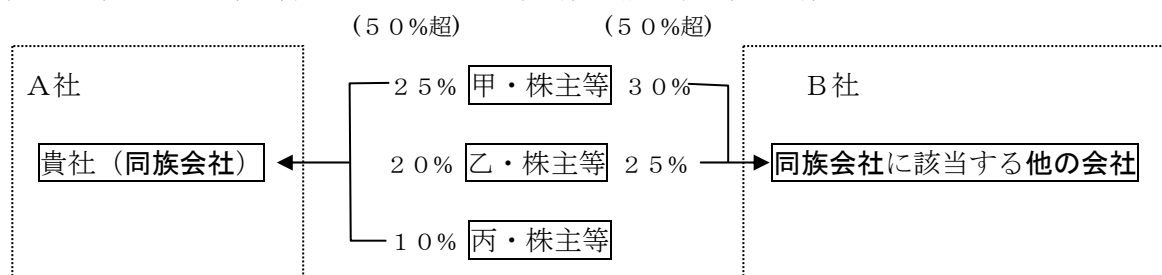 (５０%超) (５０%超)
Ａ社 ２５% 甲・株主等 ３０% Ｂ社
貴社（同族会社） ２０% 乙・株主等 ２５% 同族会社に該当する他の会社
１０% 丙・株主等